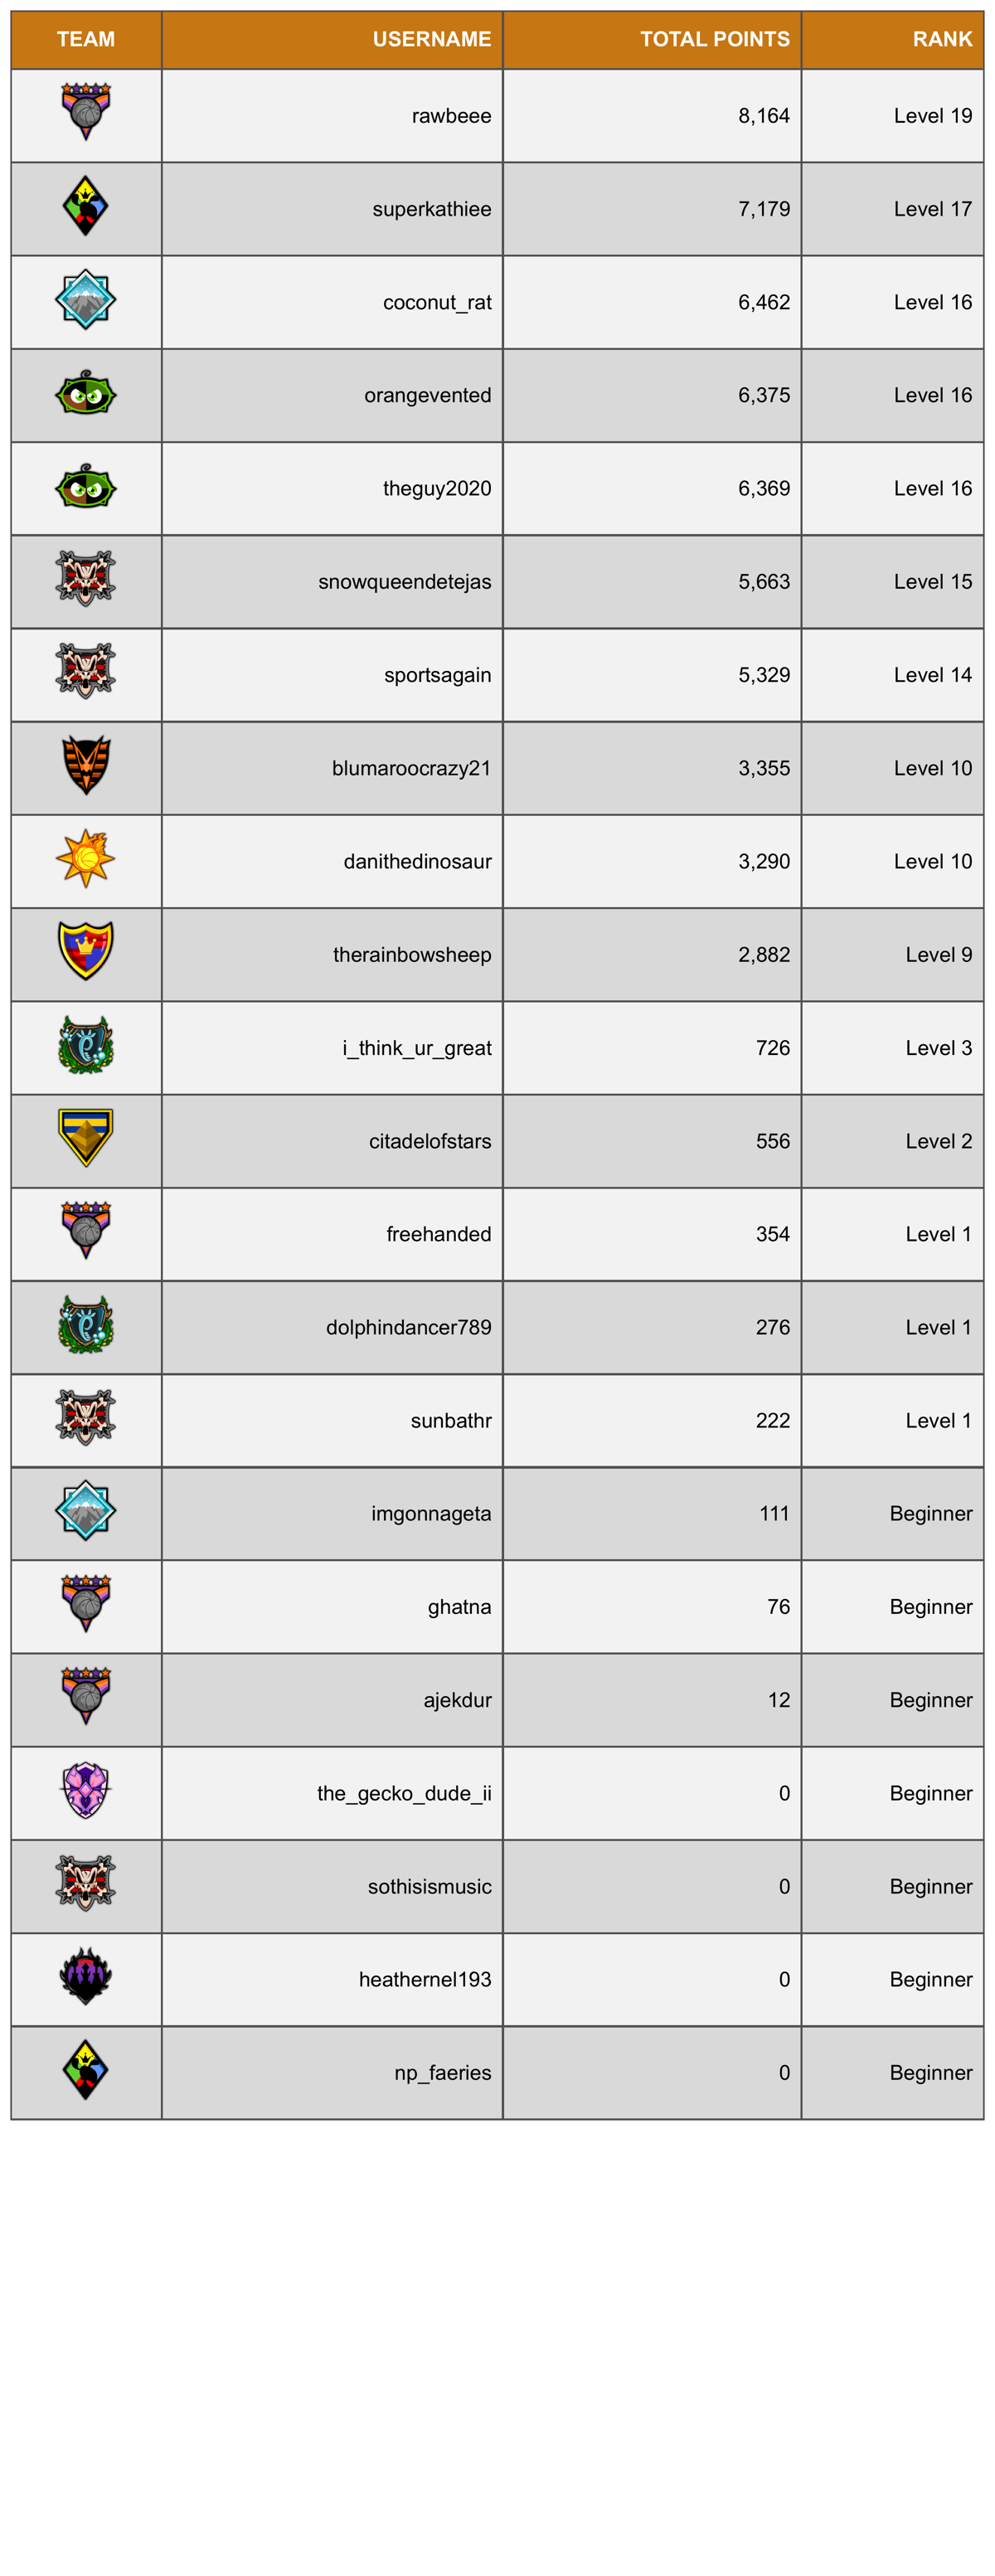 TEAM USERNAME TOTAL POINTS RANK
rawbeee 8,164 Level 19
superkathiee 7,179 Level 17
coconut_rat 6,462 Level 16
orangevented 6,375 Level 16
theguy2020 6,369 Level 16
snowqueendetejas 5,663 Level 15
sportsagain 5,329 Level 14
blumaroocrazy21 3,355 Level 10
danithedinosaur 3,290 Level 10
therainbowsheep 2,882 Level 9
i_think_ur_great 726 Level 3
citadelofstars 556 Level 2
freehanded 354 Level 1
dolphindancer789 276 Level 1
sunbathr 222 Level 1
imgonnageta 111 Beginner
ghatna 76 Beginner
ajekdur 12 Beginner
the_gecko_dude_ii 0 Beginner
sothisismusic 0 Beginner
heathernel193 0 Beginner
np_faeries 0 Beginner